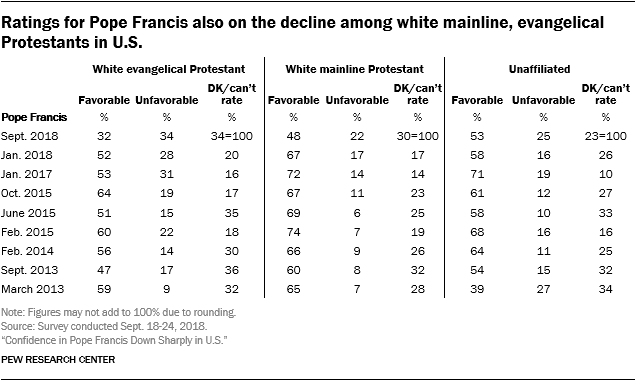 Ratings for Pope Francis also on the decline among white mainline, evangelical
Protestants in U.S.
White evangelical Protestant White mainline Protestant Unaffiliated
DK/can't DK/can't DK/can't
Favorable Unfavorable rate Favorable Unfavorable rate Favorable Unfavorable rate
Pope Francis % % % % % % % % %
Sept. 2018 32 34 34=100 48 22 30=100 53 25 23=100
Jan. 2018 52 28 20 67 17 17 58 16 26
Jan. 2017 53 31 16 72 14 14 71 19 10
Oct. 2015 64 19 17 67 11 23 61 12 27
June 2015 51 15 35 69 6 25 58 10 33
Feb. 2015 60 22 18 74 7 19 68 16 16
Feb. 2014 56 14 30 66 9 26 64 11 25
Sept. 2013 47 17 36 60 8 32 54 15 32
March 2013 59 9 32 65 7 28 39 27 34
Note: Figures may not add to 100% due to rounding.
Source: Survey conducted Sept. 18-24, 2018.
“Confidence in Pope Francis Down Sharply in U.S.”
PEW RESEARCH CENTER